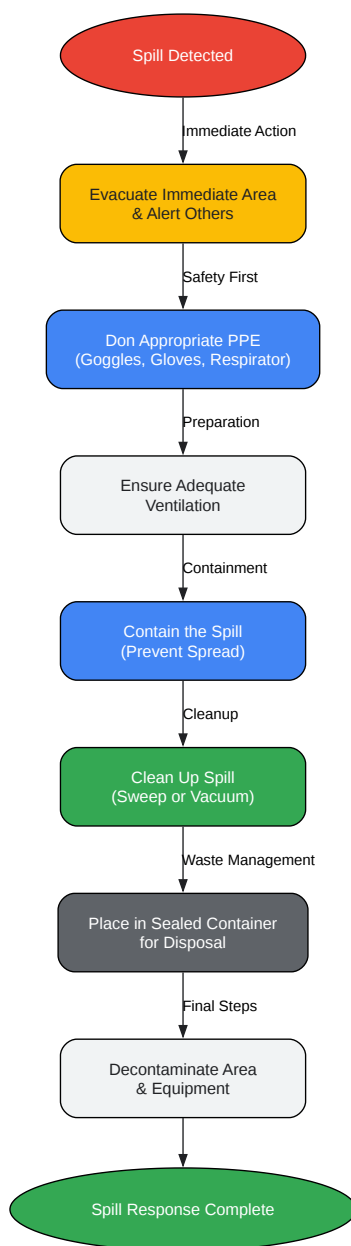 Spill Detected
Immediate Action
Evacuate Immediate Area
& Alert Others
Safety First
Don Appropriate PPE
(Goggles, Gloves, Respirator)
Preparation
Ensure Adequate
Ventilation
Containment
Contain the Spill
(Prevent Spread)
Cleanup
Clean Up Spill
(Sweep or Vacuum)
Waste Management
Place in Sealed Container
for Disposal
Final Steps
Decontaminate Area
& Equipment
Spill Response Complete